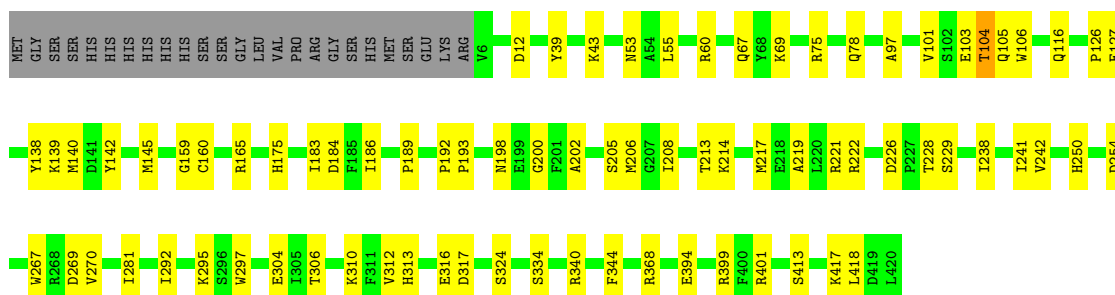 MET GLY SER SER HIS HIS HIS HIS HIS HIS SER SER GLY LEU VAL PRO ARG GLY SER HIS MET SER GLU LYS ARG V6 D12 Y39 K43 N53 A54 L55 R60 Q67 Y68 K69 R75 Q78 A97 V101 S102 E103 T104 Q105 W106 Q116 P126
Y138 K139 M140 D141 Y142 M145 G159 C160 R165 H175 I183 D184 F185 I186 P189 P192 P193 N198 E199 G200 F201 A202 S205 M206 G207 I208 T213 K214 M217 E218 A219 L220 R221 R222 D226 P227 T228 S229 I238 I241 V242 H250
W267 R268 D269 V270 I281 I292 K295 S296 W297 E304 I305 T306 K310 F311 V312 H313 E316 D317 S324 S334 R340 F344 R368 E394 R399 F400 R401 S413 K417 L418 D419 L420